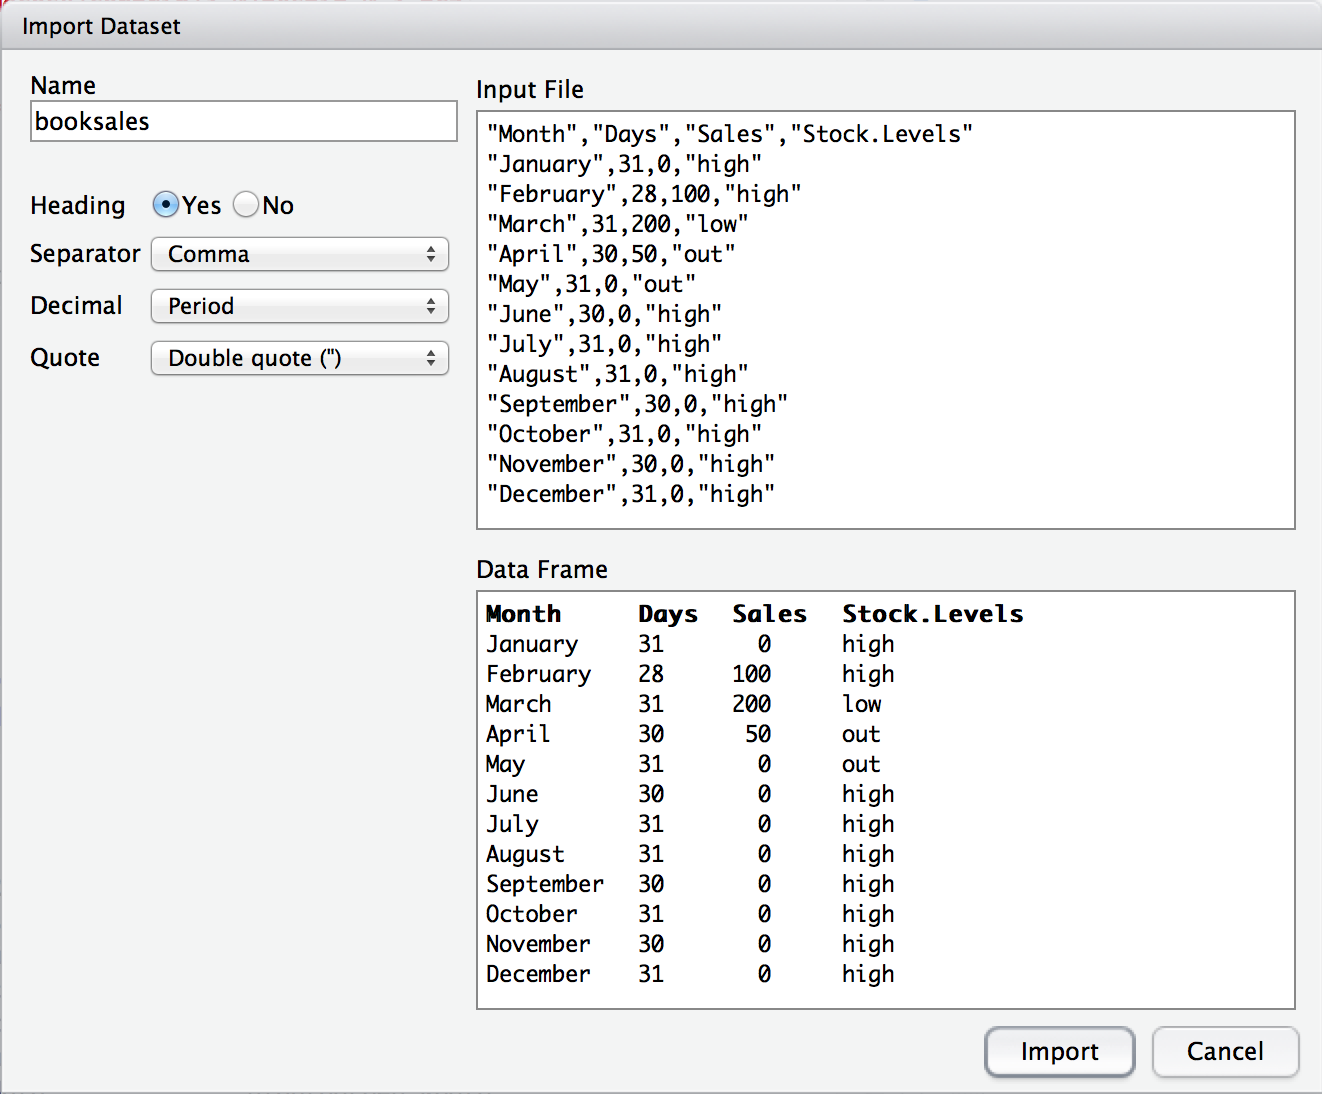 Import Dataset
Name
booksales
Heading Yes No
Separator Comma
Decimal Period
Quote Double quote (")
Input File
"Month","Days","Sales","Stock.Levels"
"January",31,0,"high"
"February",28,100,"high"
"March",31,200,"low"
"April",30,50,"out"
"May",31,0,"out"
"June",30,0,"high"
"July",31,0,"high"
"August",31,0,"high"
"September",30,0,"high"
"October",31,0,"high"
"November",30,0,"high"
"December",31,0,"high"
Data Frame
Month Days Sales Stock.Levels
January 31 0 high
February 28 100 high
March 31 200 low
April 30 50 out
May 31 0 out
June 30 0 high
July 31 0 high
August 31 0 high
September 30 0 high
October 31 0 high
November 30 0 high
December 31 0 high
Import Cancel